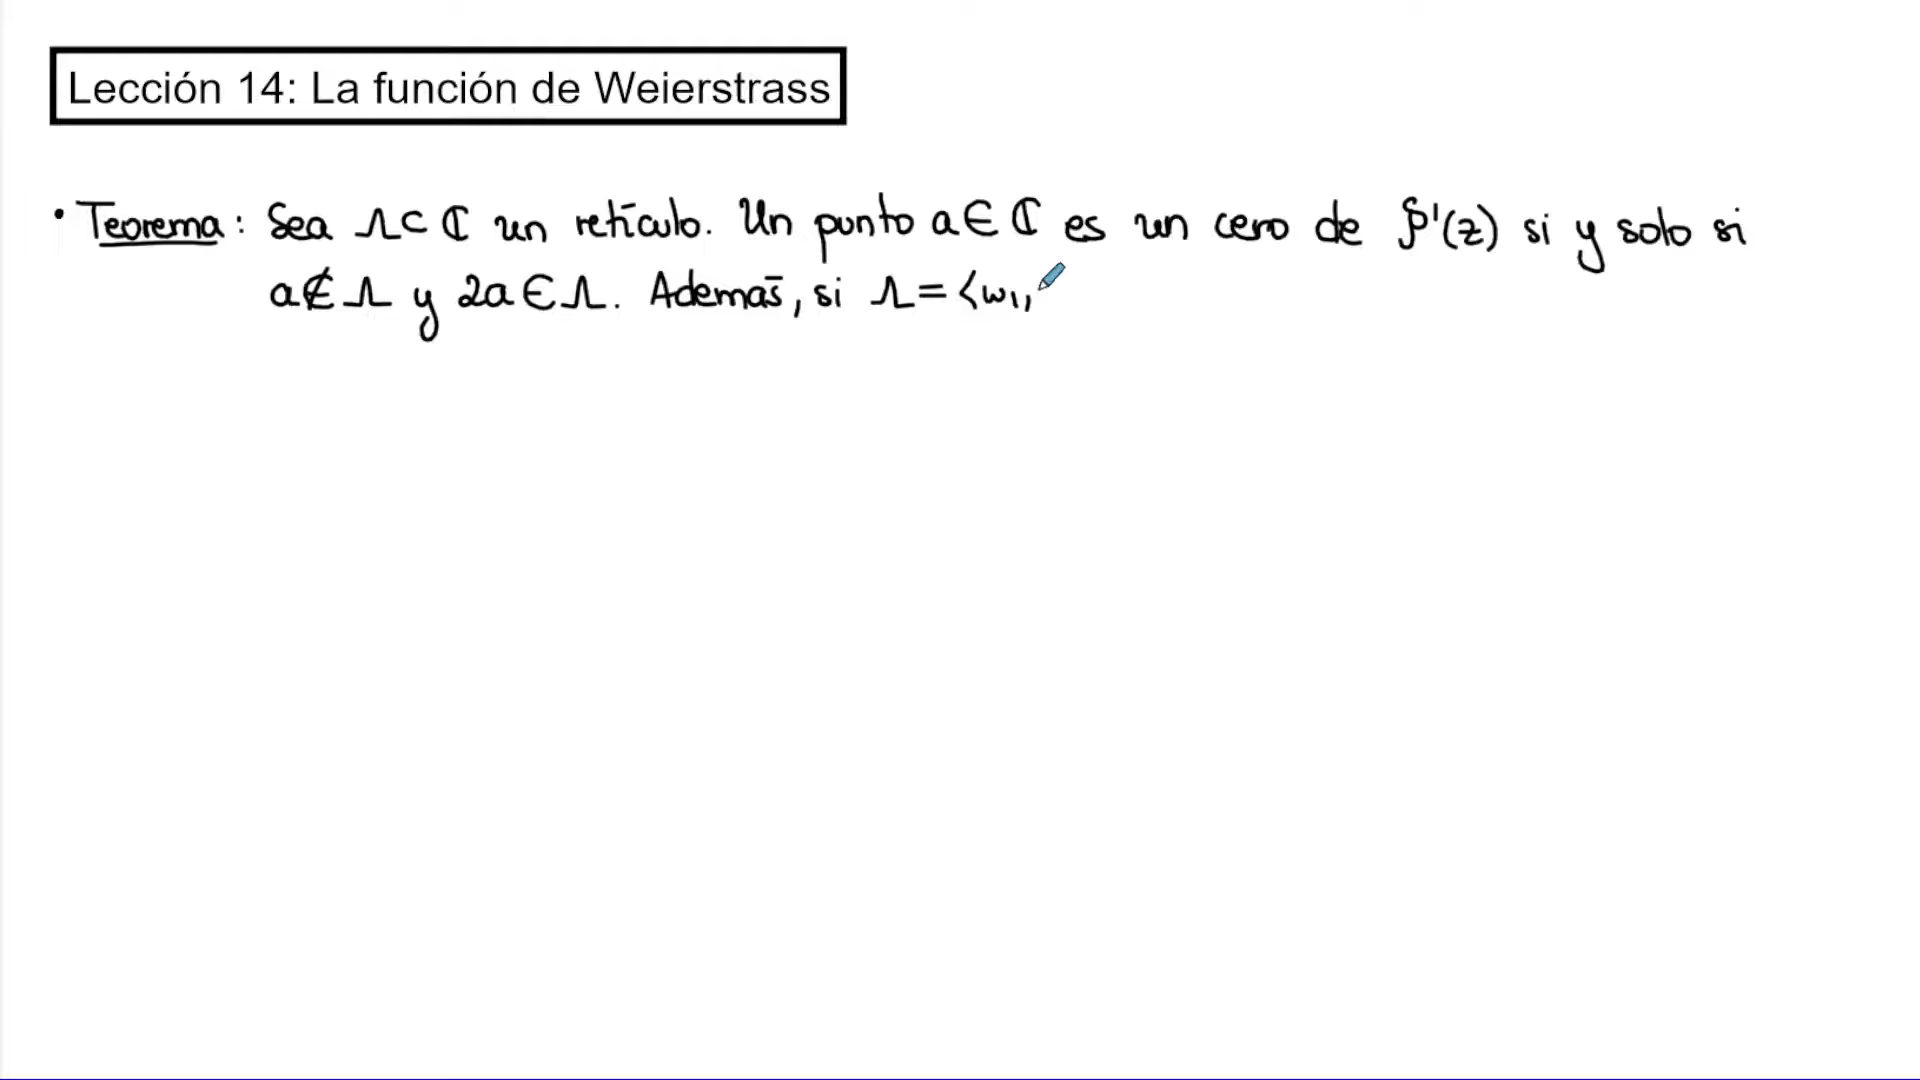 Lección 14: La función de Weierstrass
• Teorema: Sea Λ⊂ ℂ un retículo. Un punto a∈ℂ es un cero de ℘'(z) si y solo si
a∉Λ y 2a∈Λ. Además, si Λ=<ω₁,